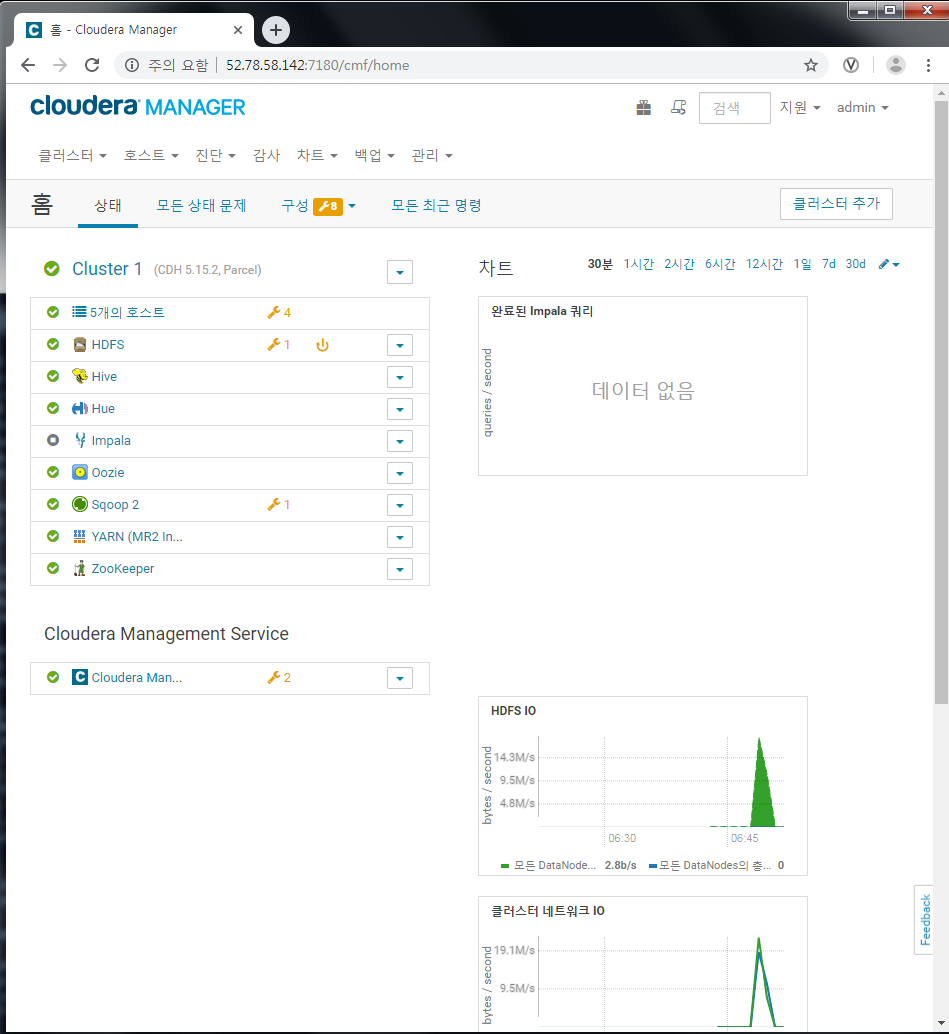 홈 - Cloudera Manager
주의 요함 52.78.58.142:7180/cmf/home
cloudera MANAGER 검색 지원 admin
클러스터 호스트 진단 감사 차트 백업 관리
홈 상태 모든 상태 문제 구성 8 모든 최근 명령 클러스터 추가
Cluster 1 (CDH 5.15.2, Parcel)
5개의 호스트 4
HDFS 1
Hive
Hue
Impala
Oozie
Sqoop 2 1
YARN (MR2 In...
ZooKeeper
Cloudera Management Service
Cloudera Man... 2
차트 30분 1시간 2시간 6시간 12시간 1일 7d 30d
완료된 Impala 쿼리
queries / second
데이터 없음
HDFS IO
bytes / second
14.3M/s
9.5M/s
4.8M/s
06:30 06:45
모든 DataNode... 2.8b/s 모든 DataNodes의 총... 0
클러스터 네트워크 IO
bytes / second
19.1M/s
9.5M/s
Feedback